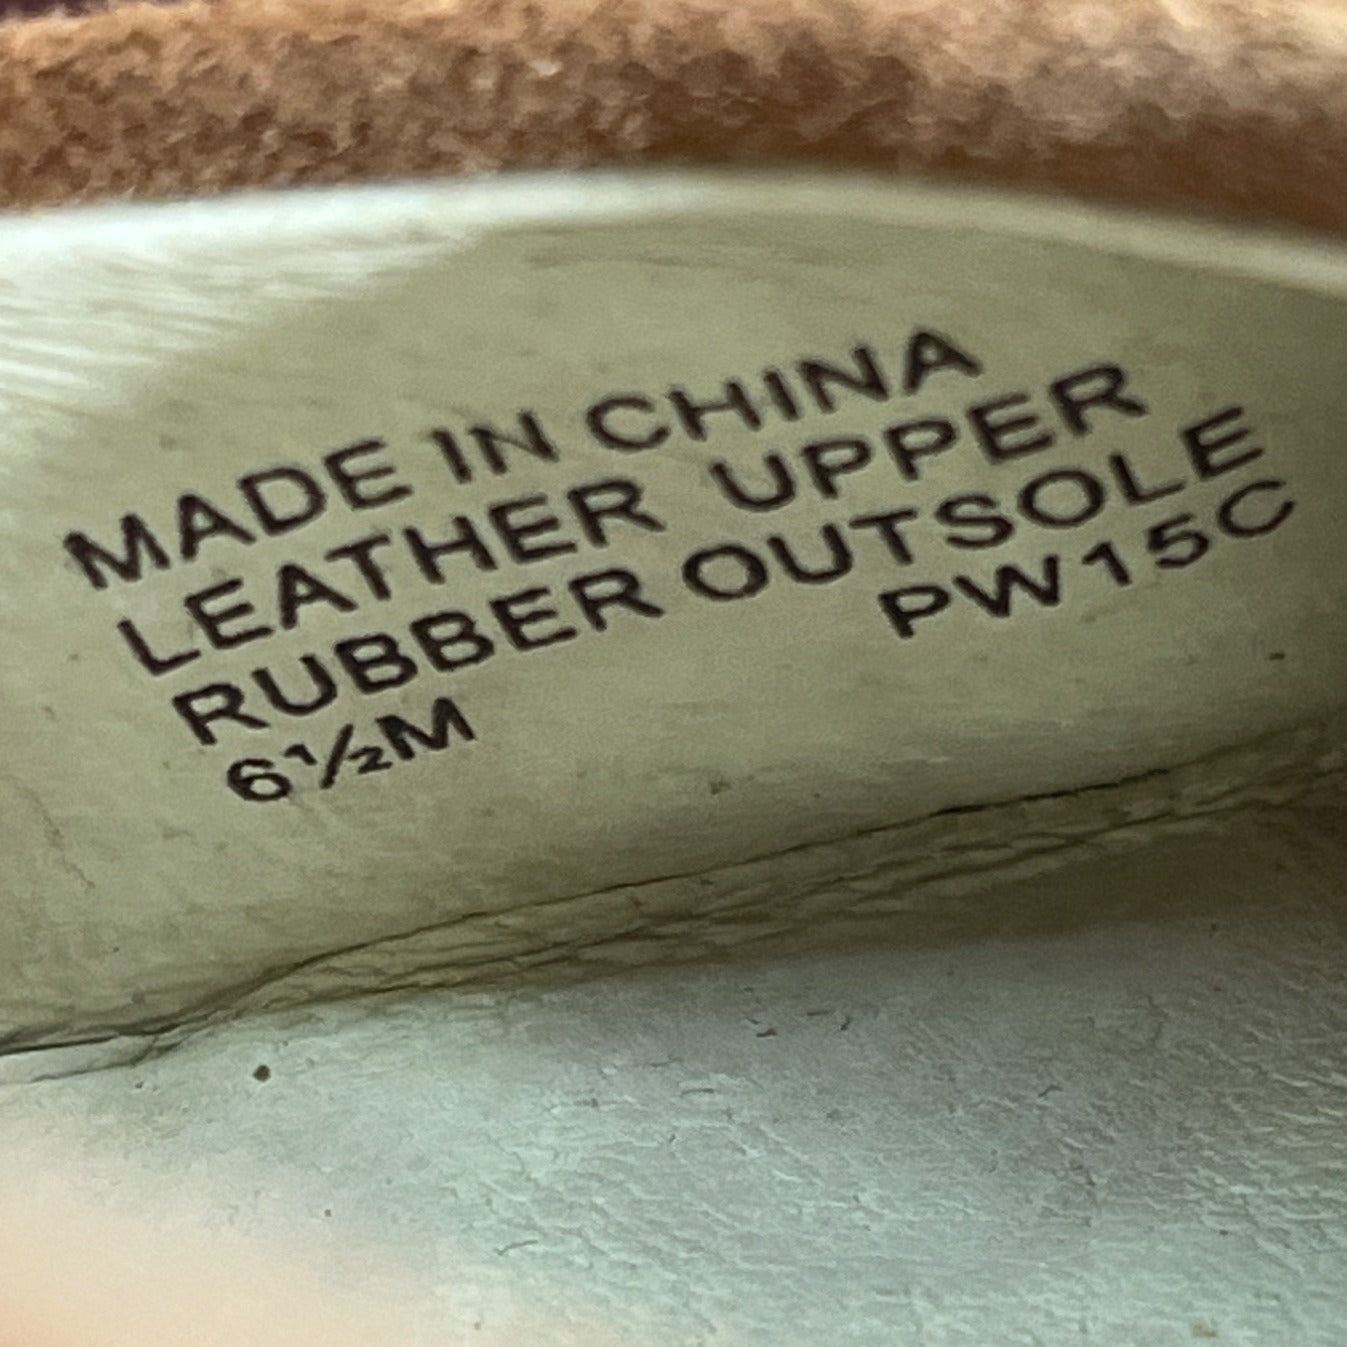 MADE IN CHINA
LEATHER UPPER
RUBBER OUTSOLE
6½M PW15C